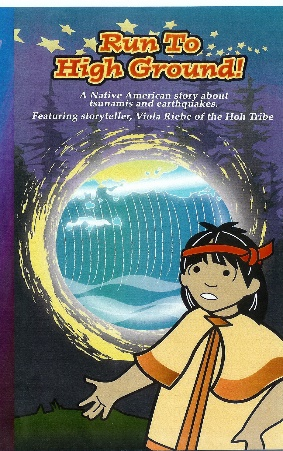 Run To
High Ground!
A Native American story about
tsunamis and earthquakes.
Featuring storyteller, Viola Riebe of the Hoh Tribe